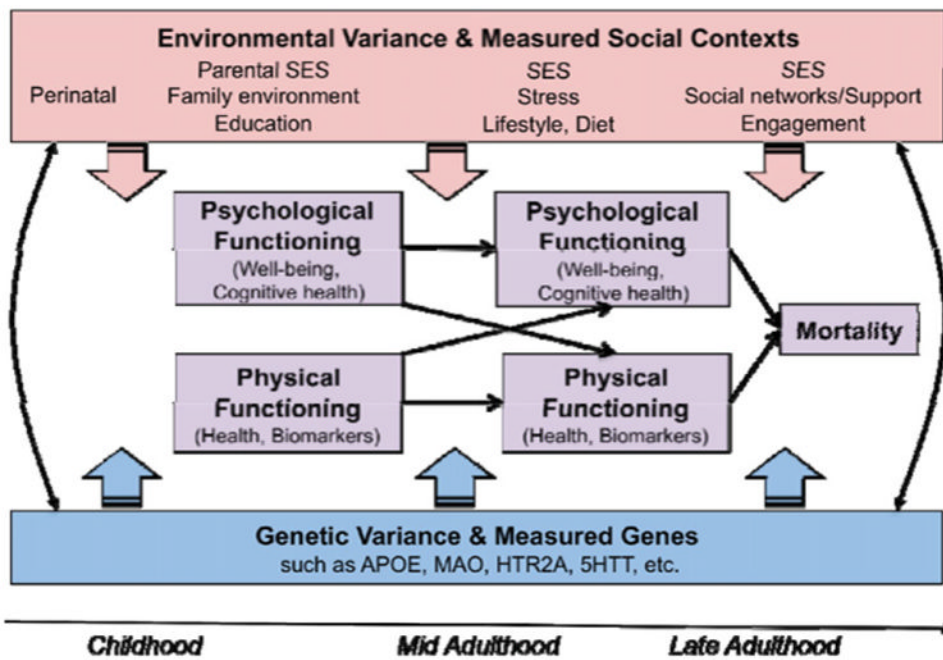 Environmental Variance & Measured Social Contexts
Perinatal
Parental SES
Family environment
Education
SES
Stress
Lifestyle, Diet
SES
Social networks/Support
Engagement
Psychological
Functioning
(Well-being,
Cognitive health)
Psychological
Functioning
(Well-being,
Cognitive health)
Mortality
Physical
Functioning
(Health, Biomarkers)
Physical
Functioning
(Health, Biomarkers)
Genetic Variance & Measured Genes
such as APOE, MAO, HTR2A, 5HTT, etc.
Childhood
Mid Adulthood
Late Adulthood